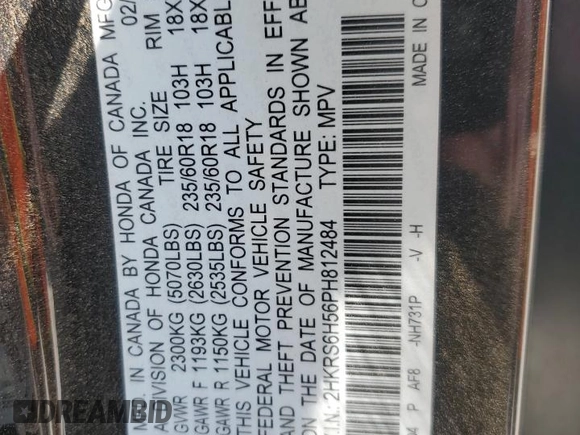 IN CANADA BY HONDA OF CANADA MFG
02/
OF HONDA CANADA INC.
TIRE SIZE RIM
GVWR 2300KG (5070LBS)
GAWR F 1193KG (2630LBS) 235/60R18 103H 18X
GAWR R 1150KG (2535LBS) 235/60R18 103H 18X
THIS VEHICLE CONFORMS TO ALL APPLICABL
FEDERAL MOTOR VEHICLE SAFETY
AND THEFT PREVENTION STANDARDS IN EFF
ON THE DATE OF MANUFACTURE SHOWN AB
2HKRS6H56PH812484 TYPE: MPV
P AF8 -NH731P -V -H MADE IN C
REVEALED BY AUTOBIDMASTER